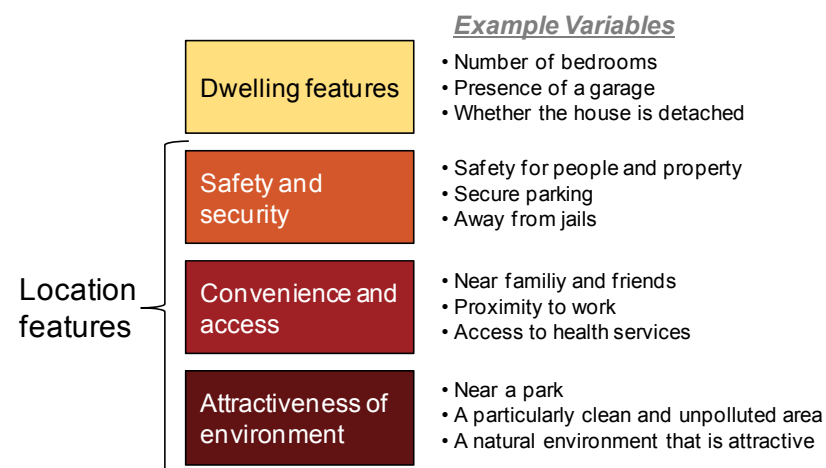 Example Variables
Dwelling features
• Number of bedrooms
• Presence of a garage
• Whether the house is detached
Location
features
Safety and
security
• Safety for people and property
• Secure parking
• Away from jails
Convenience and
access
• Near familiy and friends
• Proximity to work
• Access to health services
Attractiveness of
environment
• Near a park
• A particularly clean and unpolluted area
• A natural environment that is attractive